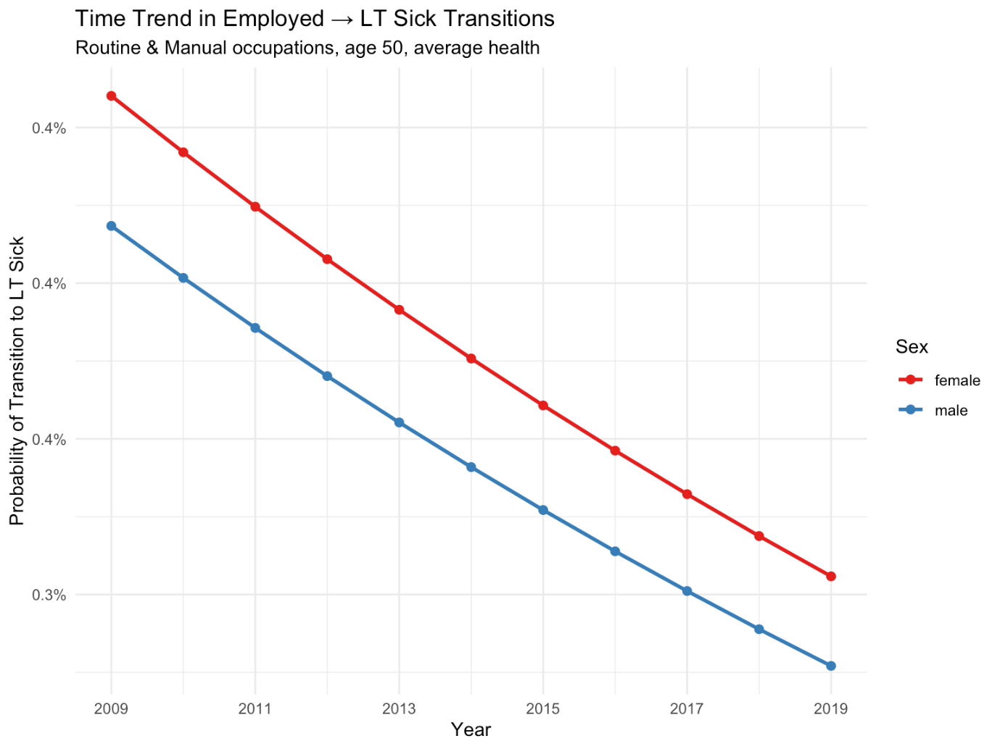 Time Trend in Employed → LT Sick Transitions
Routine & Manual occupations, age 50, average health
Probability of Transition to LT Sick
0.4%
0.4%
0.4%
0.3%
2009 2011 2013 2015 2017 2019
Year
Sex
female
male